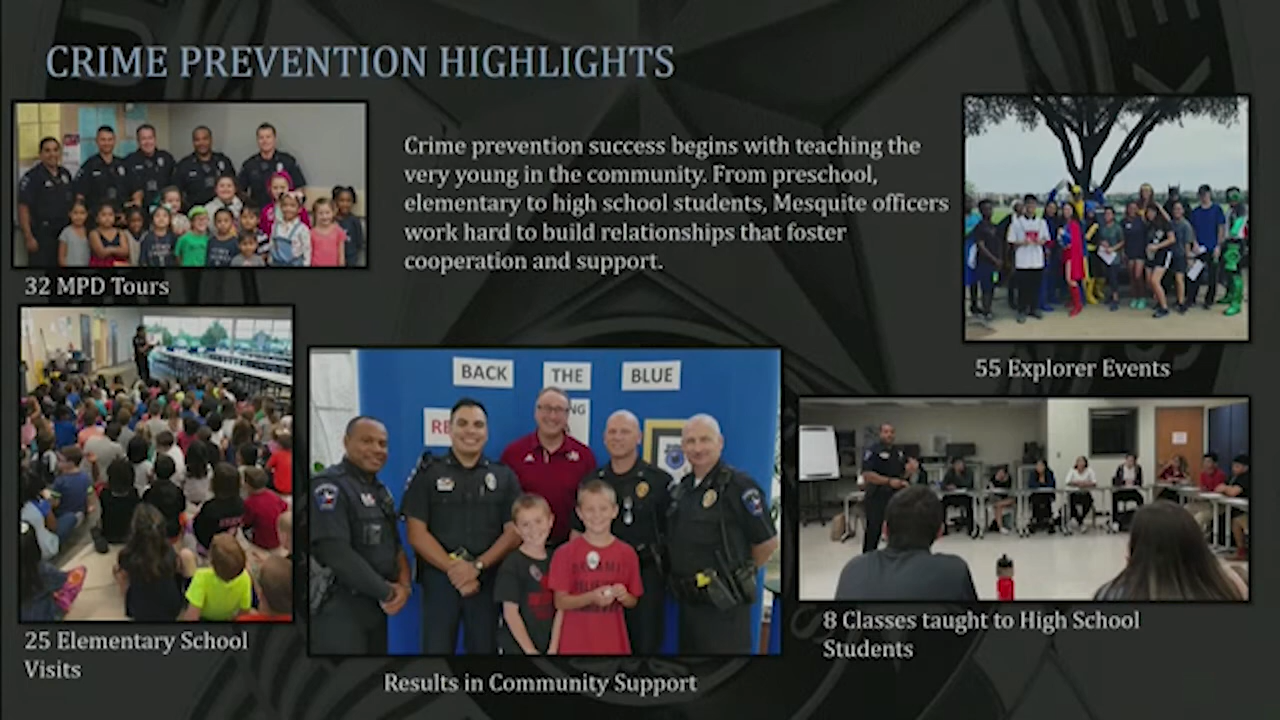 CRIME PREVENTION HIGHLIGHTS
Crime prevention success begins with teaching the
very young in the community. From preschool,
elementary to high school students, Mesquite officers
work hard to build relationships that foster
cooperation and support.
32 MPD Tours
55 Explorer Events
BACK THE BLUE
25 Elementary School
Visits
8 Classes taught to High School
Students
Results in Community Support